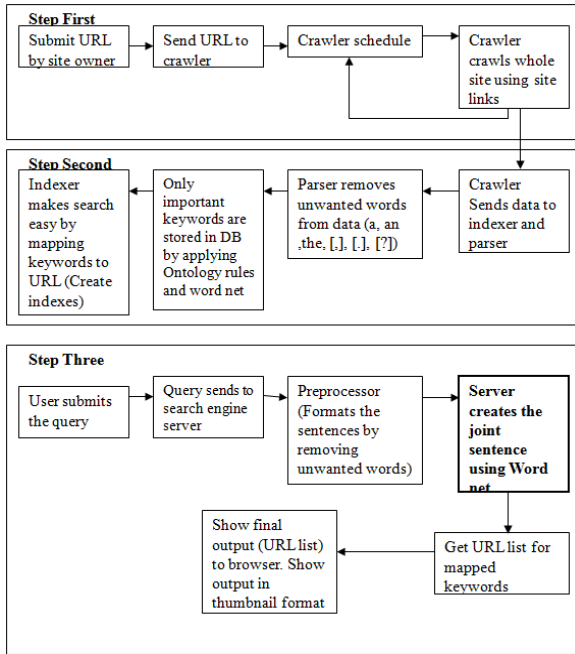 Step First
Submit URL
by site owner
Send URL to
crawler
Crawler schedule
Crawler
crawls whole
site using site
links
Step Second
Crawler
Sends data to
indexer and
parser
Parser removes
unwanted words
from data (a, an
,the, [,], [.], [?])
Only
important
keywords are
stored in DB
by applying
Ontology rules
and word net
Indexer
makes search
easy by
mapping
keywords to
URL (Create
indexes)
Step Three
User submits
the query
Query sends to
search engine
server
Preprocessor
(Formats the
sentences by
removing
unwanted words)
Server
creates the
joint
sentence
using Word
net
Get URL list for
mapped
keywords
Show final
output (URL list)
to browser. Show
output in
thumbnail format